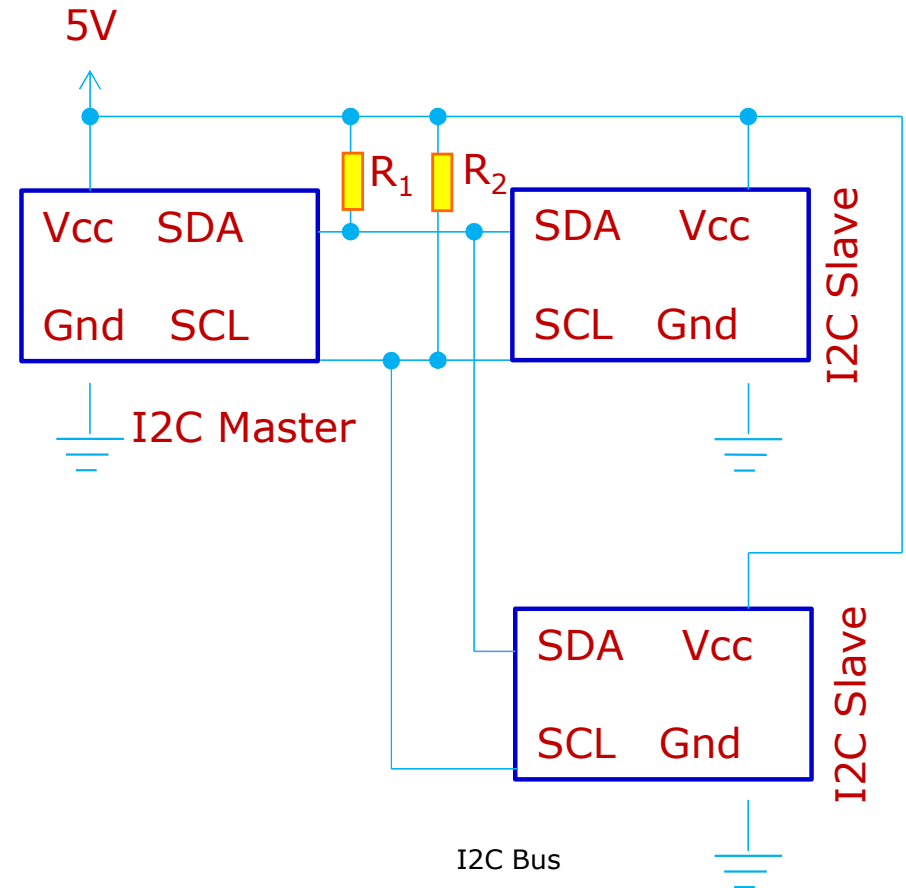 5V
R₁ R₂
Vcc SDA
SDA Vcc
Gnd SCL
SCL Gnd
I2C Slave
I2C Master
SDA Vcc
SCL Gnd
I2C Slave
I2C Bus